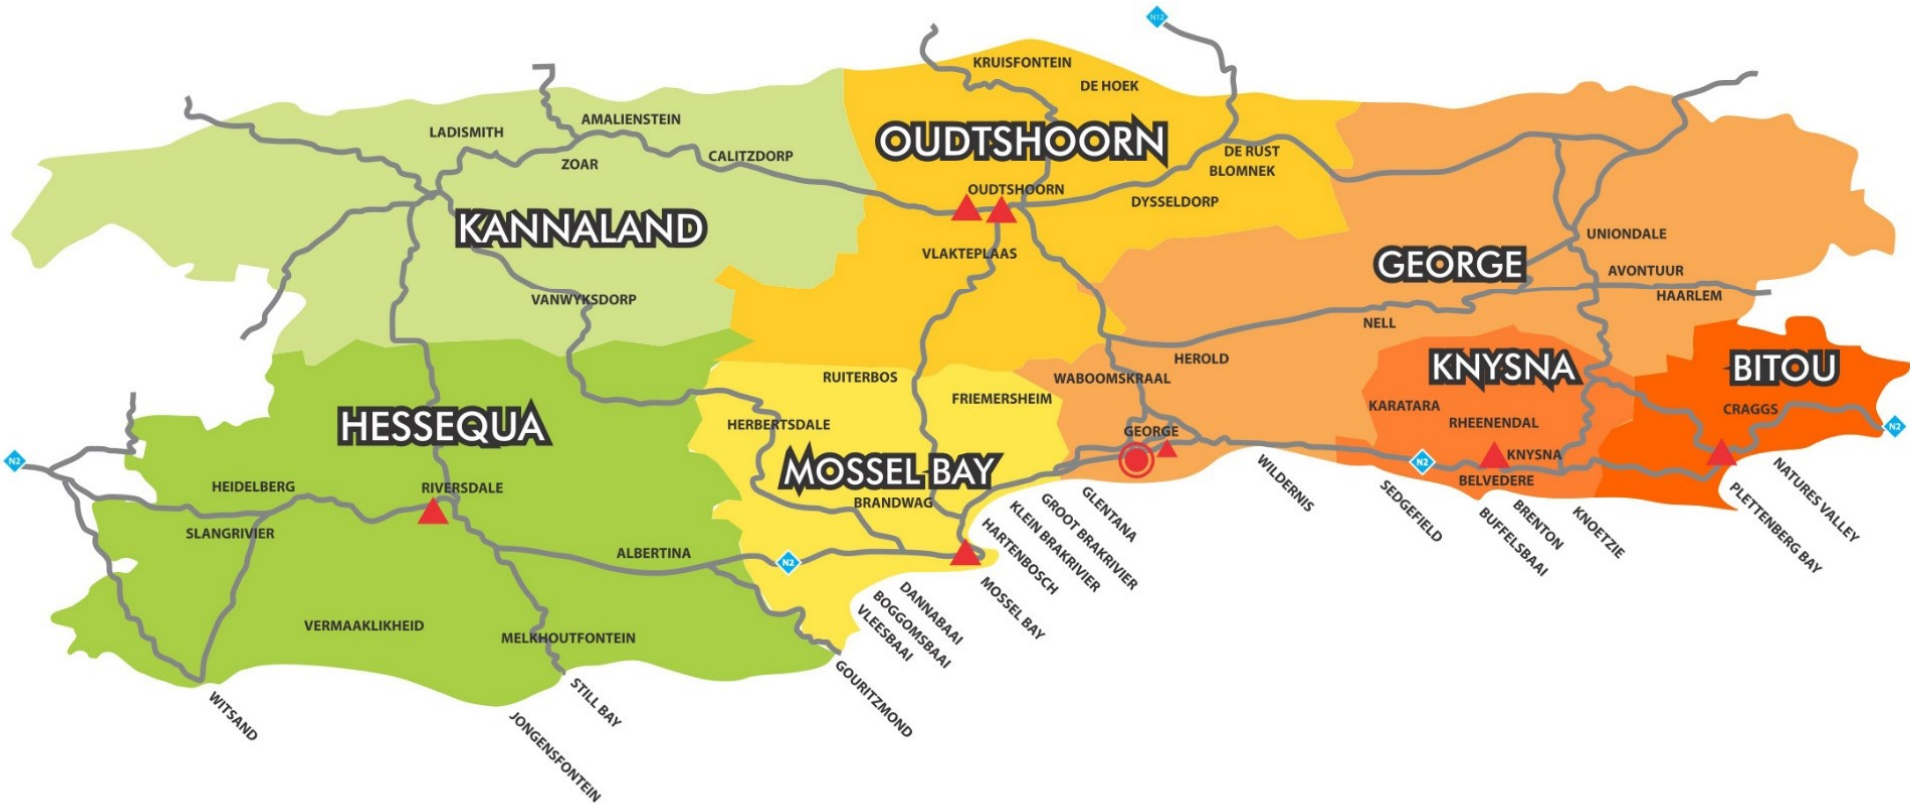 N12
KRUISFONTEIN
DE HOEK
AMALIENSTEIN
LADISMITH
OUDTSHOORN
ZOAR
CALITZDORP
DE RUST
BLOMNEK
OUDTSHOORN
DYSSELDORP
KANNALAND
UNIONDALE
VLAKTEPLAAS
GEORGE
AVONTUUR
VANWYKSDORP
HAARLEM
NELL
HEROLD
KNYSNA
BITOU
RUITERBOS
WABOOMSKRAAL
FRIEMERSHEIM
KARATARA
CRAGGS
HESSEQUA
HERBERTSDALE
RHEENENDAL
N2
GEORGE
KNYSNA
N2
N2
MOSSEL BAY
BELVEDERE
HEIDELBERG
RIVERSDALE
BRANDWAG
SLANGRIVIER
ALBERTINA
N2
VERMAAKLIKHEID
MELKHOUTFONTEIN
WITSAND
JONGENSFONTEIN
STILL BAY
GOURITZMOND
VLEESBAAI
BOGGOMSBAAI
DANNABAAI
MOSSEL BAY
HARTENBOSCH
KLEIN BRAKRIVIER
GROOT BRAKRIVIER
GLENTANA
WILDERNIS
SEDGEFIELD
BUFFELSBAAI
BRENTON
KNOETZIE
PLETTENBERG BAY
NATURES VALLEY